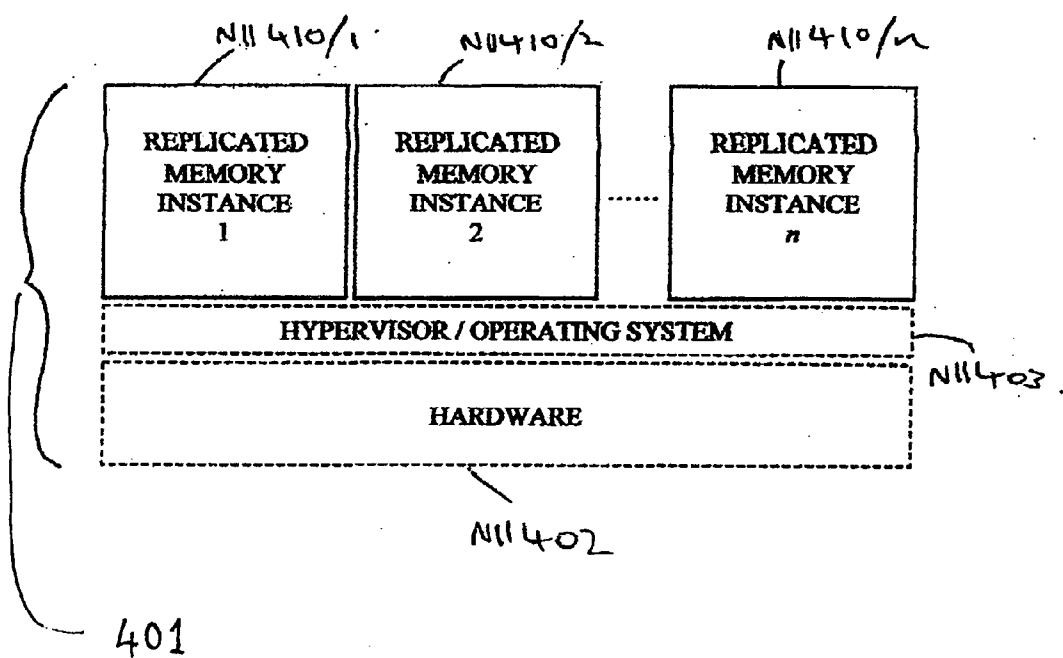 N11410/1
N11410/2
N11410/n
REPLICATED
MEMORY
INSTANCE
1
REPLICATED
MEMORY
INSTANCE
2
.......
REPLICATED
MEMORY
INSTANCE
n
HYPERVISOR / OPERATING SYSTEM
N11403.
HARDWARE
N11402
401